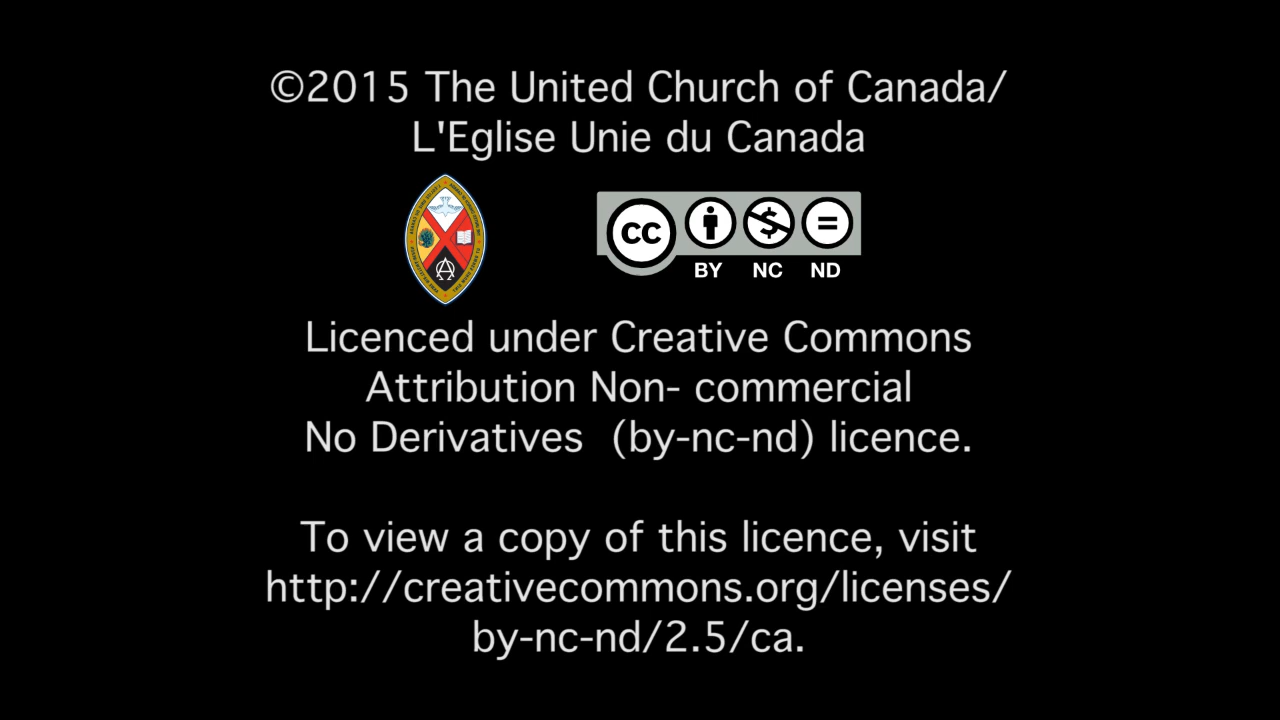 ©2015 The United Church of Canada/
L'Eglise Unie du Canada
cc
BY NC ND
Licenced under Creative Commons
Attribution Non- commercial
No Derivatives (by-nc-nd) licence.
To view a copy of this licence, visit
http://creativecommons.org/licenses/
by-nc-nd/2.5/ca.